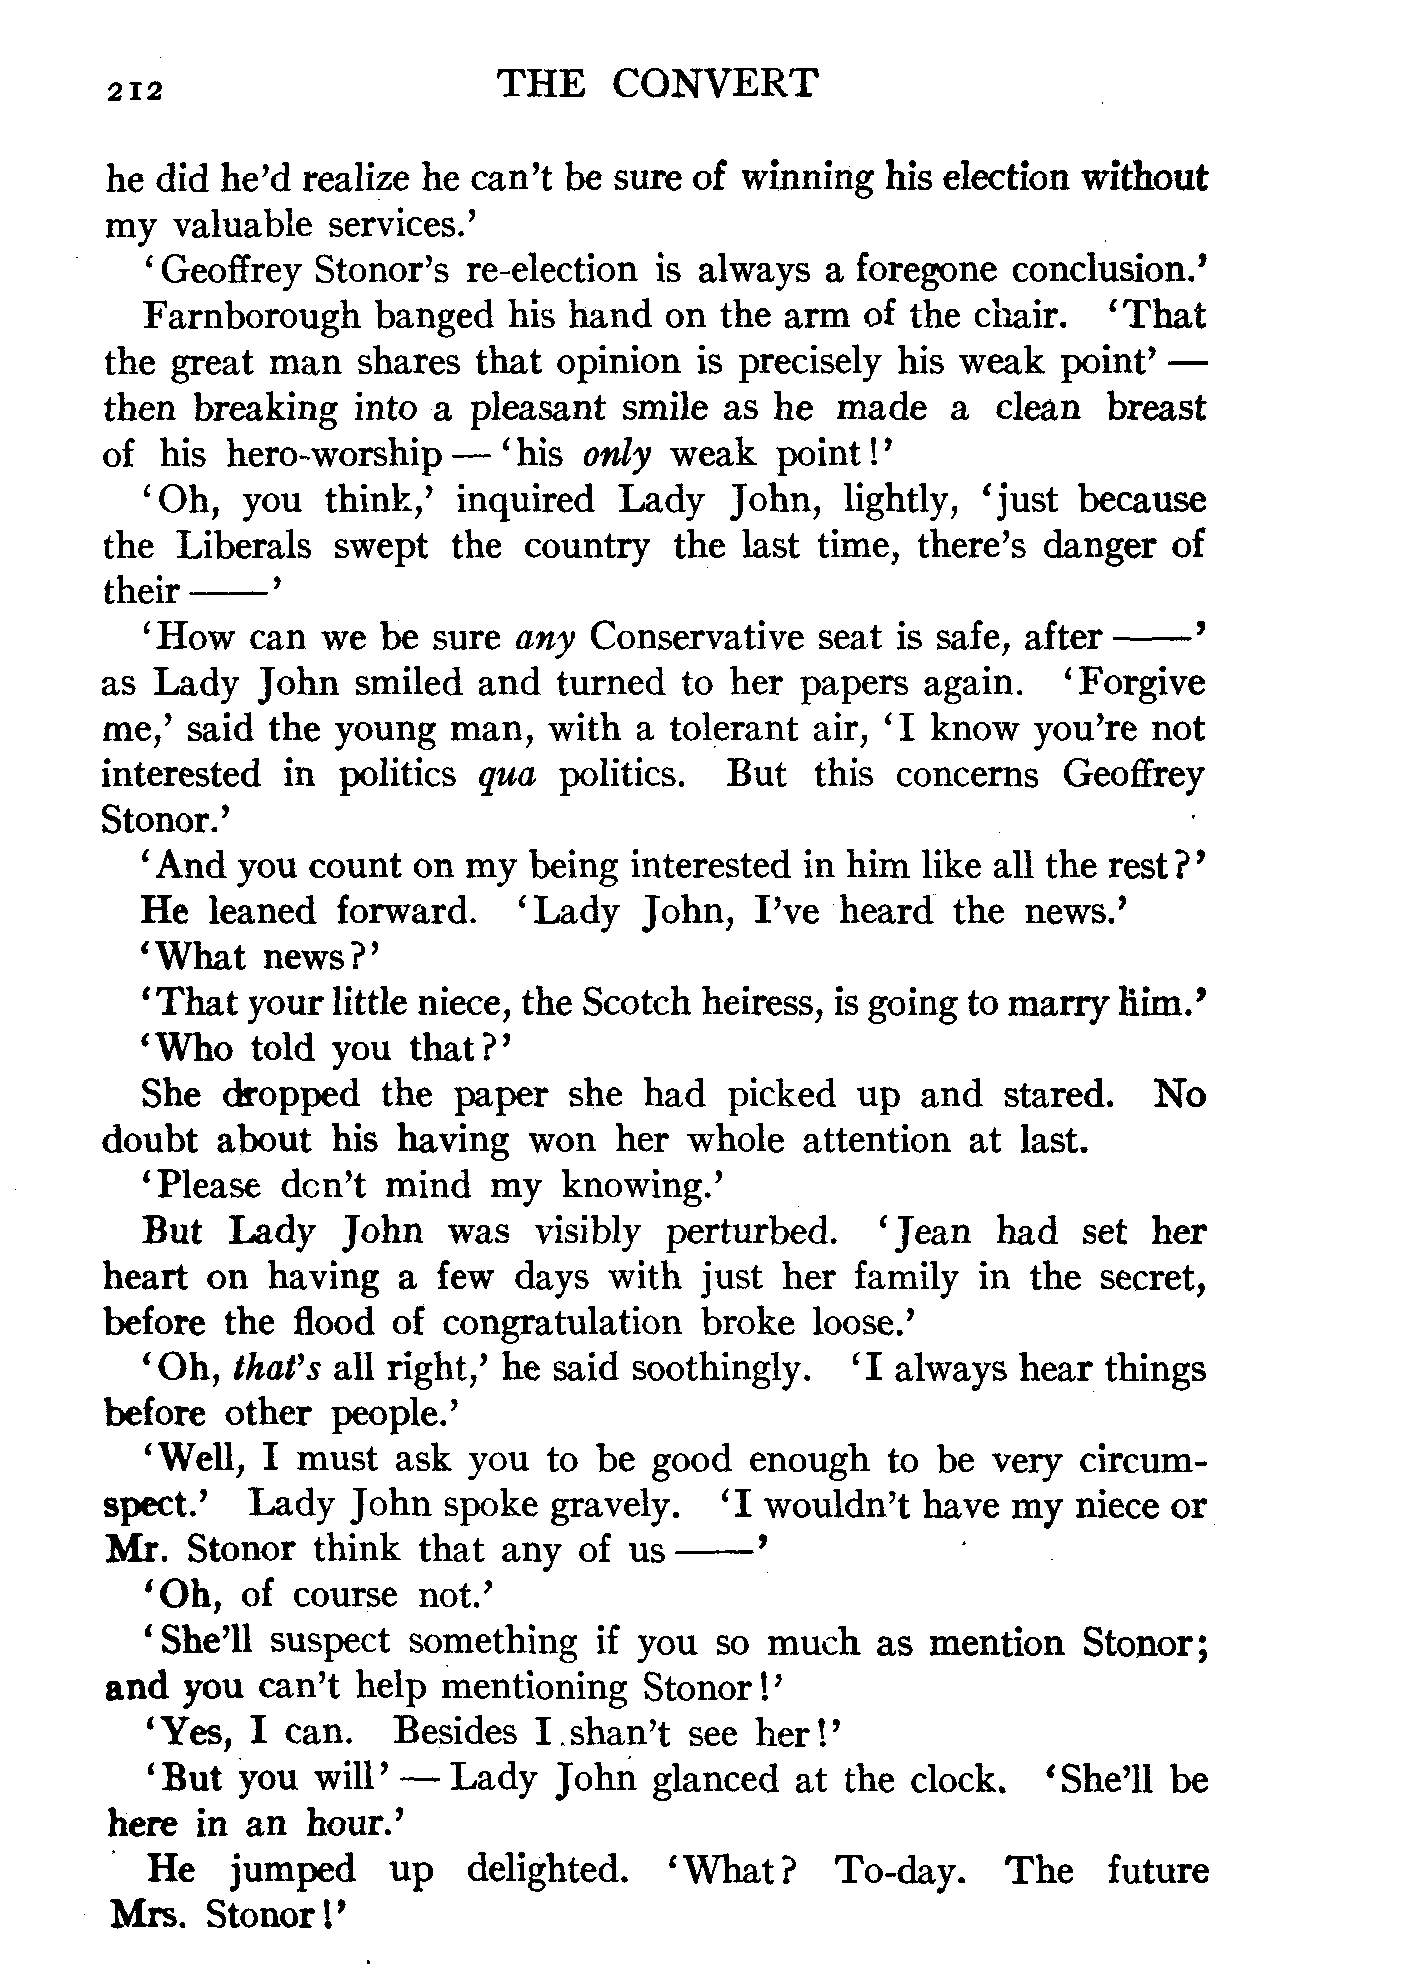 212 THE CONVERT
he did he'd realize he can't be sure of winning his election without
my valuable services.'
'Geoffrey Stonor's re-election is always a foregone conclusion.'
Farnborough banged his hand on the arm of the chair. 'That
the great man shares that opinion is precisely his weak point' —
then breaking into a pleasant smile as he made a clean breast
of his hero-worship — 'his only weak point!'
'Oh, you think,' inquired Lady John, lightly, 'just because
the Liberals swept the country the last time, there's danger of
their ——'
'How can we be sure any Conservative seat is safe, after ——'
as Lady John smiled and turned to her papers again. 'Forgive
me,' said the young man, with a tolerant air, 'I know you're not
interested in politics qua politics. But this concerns Geoffrey
Stonor.'
'And you count on my being interested in him like all the rest?'
He leaned forward. 'Lady John, I've heard the news.'
'What news?'
'That your little niece, the Scotch heiress, is going to marry him.'
'Who told you that?'
She dropped the paper she had picked up and stared. No
doubt about his having won her whole attention at last.
'Please don't mind my knowing.'
But Lady John was visibly perturbed. 'Jean had set her
heart on having a few days with just her family in the secret,
before the flood of congratulation broke loose.'
'Oh, that's all right,' he said soothingly. 'I always hear things
before other people.'
'Well, I must ask you to be good enough to be very circum-
spect.' Lady John spoke gravely. 'I wouldn't have my niece or
Mr. Stonor think that any of us ——'
'Oh, of course not.'
'She'll suspect something if you so much as mention Stonor;
and you can't help mentioning Stonor!'
'Yes, I can. Besides I shan't see her!'
'But you will' — Lady John glanced at the clock. 'She'll be
here in an hour.'
He jumped up delighted. 'What? To-day. The future
Mrs. Stonor!'